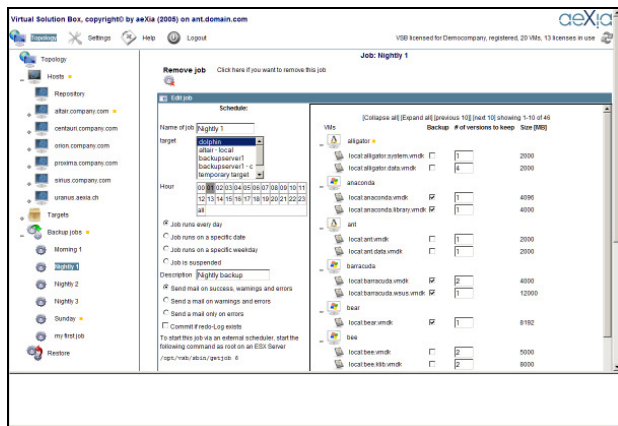 Virtual Solution Box, copyright© by aeXia (2005) on ant.domain.com
aeXia
Topology Settings Help Logout
VSB licensed for Democompany, registered, 20 VMs, 13 licenses in use
Topology
Hosts
Repository
altair.company.com
centauri.company.com
orion.company.com
proxima.company.com
sirius.company.com
uranus.aexia.ch
Targets
Backup jobs
Morning 1
Nightly 1
Nightly 2
Nightly 3
Sunday
my first job
Restore
Job: Nightly 1
Remove job Click here if you want to remove this job
Edit job
Schedule:
Name of job Nightly 1
target
dolphin
altair - local
backupserver1
backupserver1 - c
temporary target
Hour
00 01 02 03 04 05 06 07 08 09 10 11
12 13 14 15 16 17 18 19 20 21 22 23
all
Job runs every day
Job runs on a specific date
Job runs on a specific weekday
Job is suspended
Description Nightly backup
Send mail on success, warnings and errors
Send a mail on warnings and errors
Send a mail only on errors
Commit if redo-Log exists
To start this job via an external scheduler, start the
following command as root on an ESX Server
/opt/vsb/sbin/getjob 6
[Collapse all] [Expand all] [previous 10] [next 10] showing 1-10 of 46
VMs Backup # of versions to keep Size [MB]
alligator
local:alligator.system.vmdk 1 2000
local:alligator.data.vmdk 4 2000
anaconda
local:anaconda.vmdk 1 4096
local:anaconda.library.vmdk 1 4000
ant
local:ant.vmdk 1 2000
local:ant.data.vmdk 1 2000
barracuda
local:barracuda.vmdk 2 4000
local:barracuda.wsus.vmdk 1 12000
bear
local:bear.vmdk 1 8192
bee
local:bee.vmdk 2 5000
local:bee.itlib.vmdk 2 8000